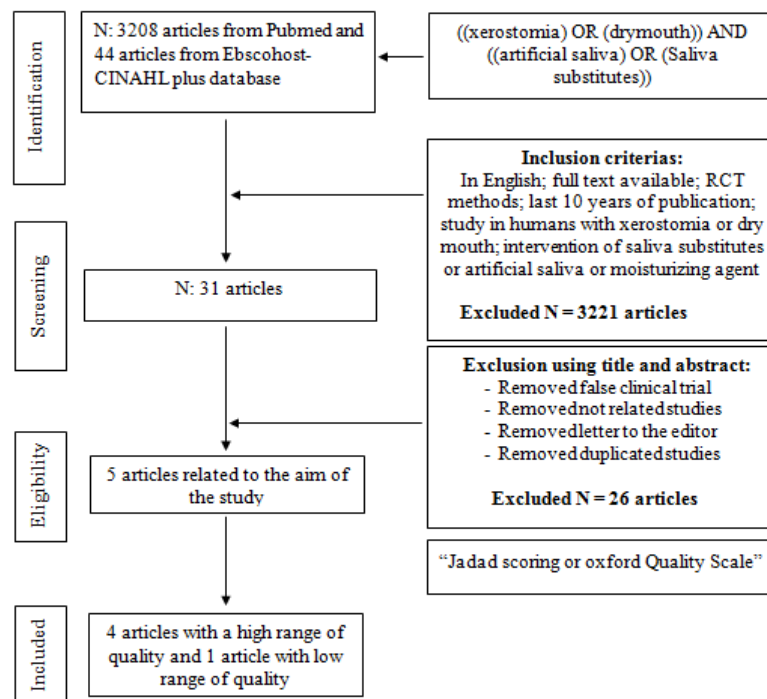 Identification
N: 3208 articles from Pubmed and
44 articles from Ebscohost-
CINAHL plus database
((xerostomia) OR (drymouth)) AND
((artificial saliva) OR (Saliva
substitutes))
Inclusion criterias:
In English; full text available; RCT
methods; last 10 years of publication;
study in humans with xerostomia or dry
mouth; intervention of saliva substitutes
or artificial saliva or moisturizing agent
Excluded N = 3221 articles
Screening
N: 31 articles
Exclusion using title and abstract:
- Removed false clinical trial
- Removed not related studies
- Removed letter to the editor
- Removed duplicated studies
Excluded N = 26 articles
Eligibility
5 articles related to the aim of
the study
“Jadad scoring or oxford Quality Scale”
Included
4 articles with a high range of
quality and 1 article with low
range of quality